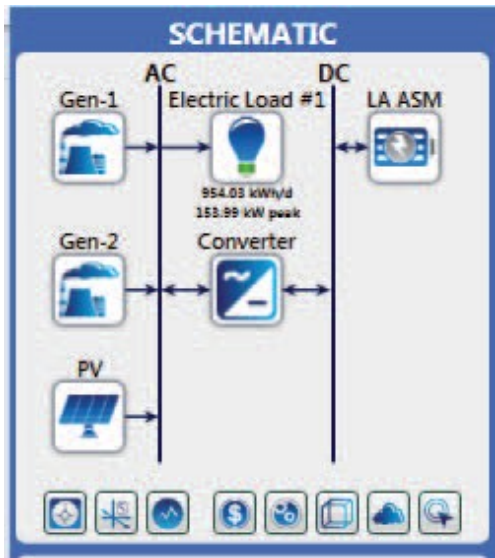 SCHEMATIC
AC DC
Gen-1 Electric Load #1 LA ASM
954.03 kWh/d
153.99 kW peak
Gen-2 Converter
PV